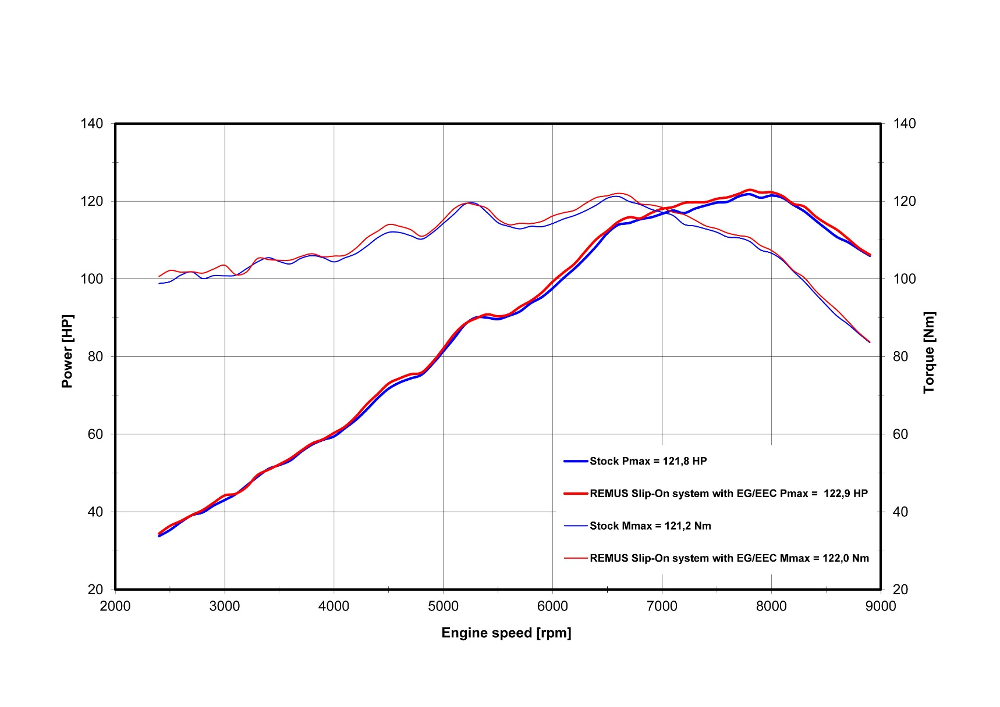 140 140
120 120
100 100
80 80
60 60
40 40
20 20
Power [HP]
Torque [Nm]
Stock Pmax = 121,8 HP
REMUS Slip-On system with EG/EEC Pmax =  122,9 HP
Stock Mmax = 121,2 Nm
REMUS Slip-On system with EG/EEC Mmax = 122,0 Nm
2000 3000 4000 5000 6000 7000 8000 9000
Engine speed [rpm]